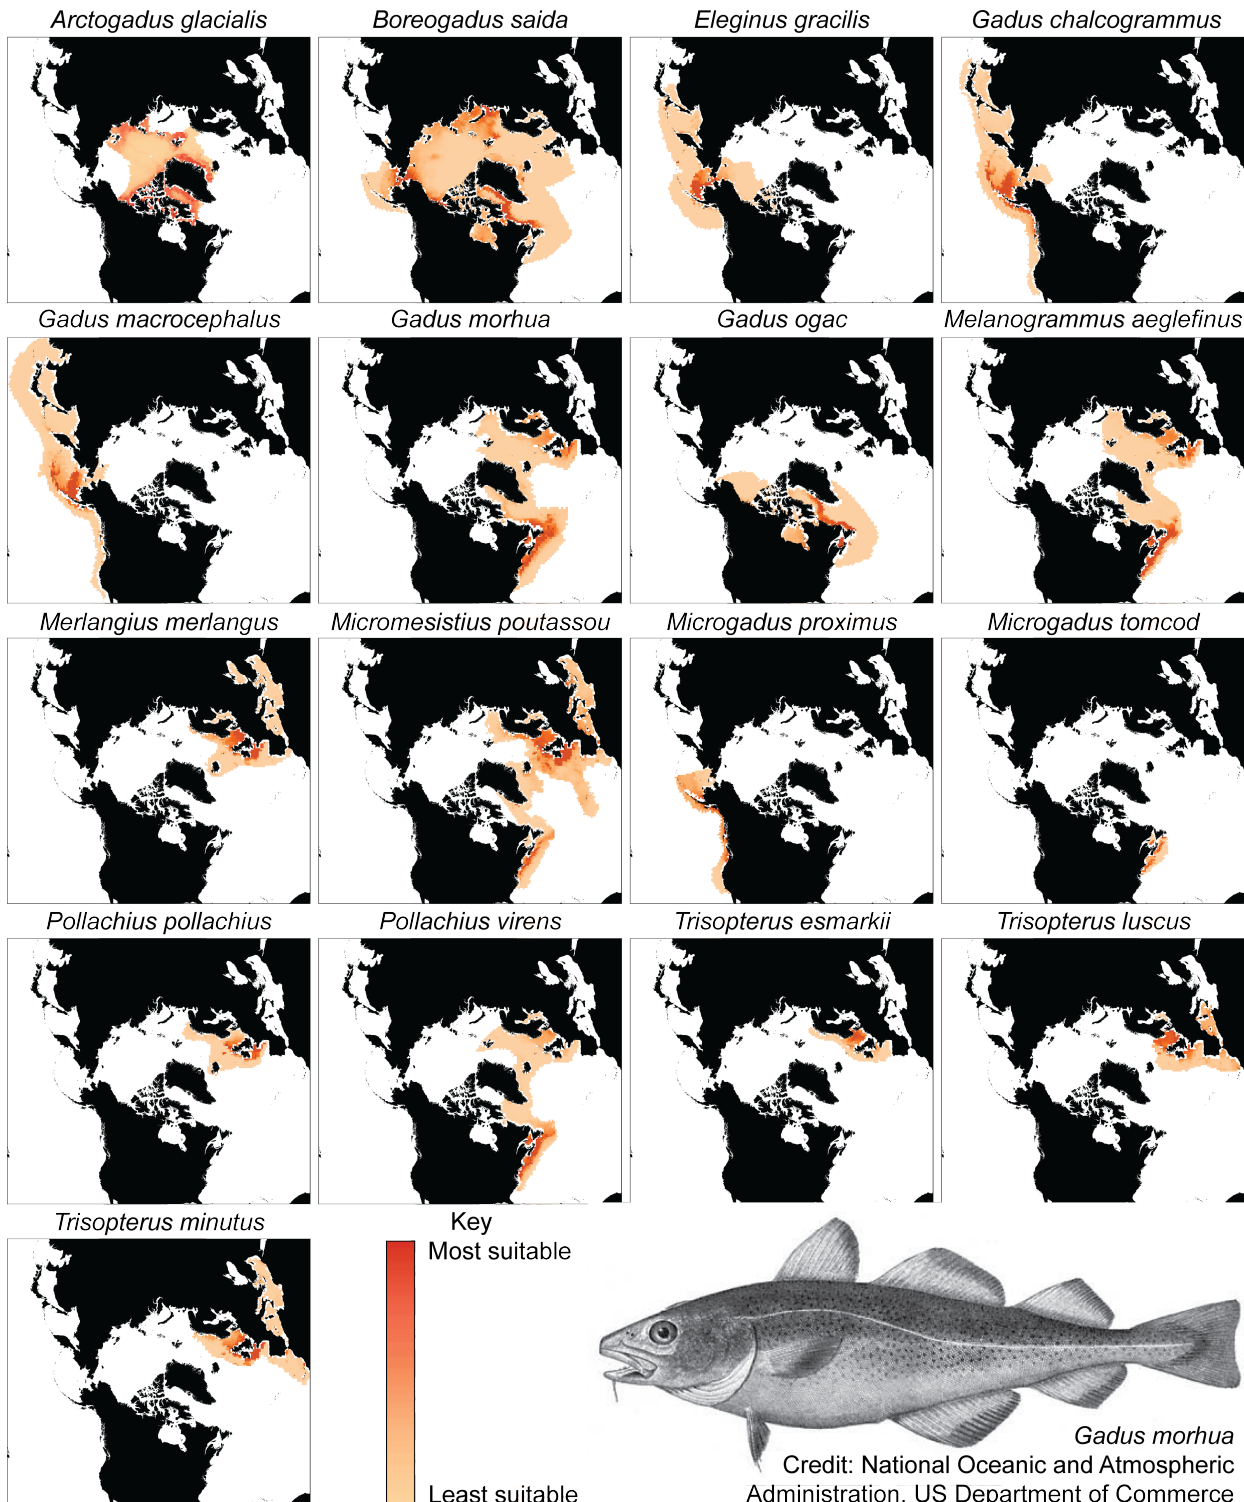 Arctogadus glacialis
Boreogadus saida
Eleginus gracilis
Gadus chalcogrammus
Gadus macrocephalus
Gadus morhua
Gadus ogac
Melanogrammus aeglefinus
Merlangius merlangus
Micromesistius poutassou
Microgadus proximus
Microgadus tomcod
Pollachius pollachius
Pollachius virens
Trisopterus esmarkii
Trisopterus luscus
Trisopterus minutus
Key
Most suitable
Least suitable
Gadus morhua
Credit: National Oceanic and Atmospheric
Administration, US Department of Commerce